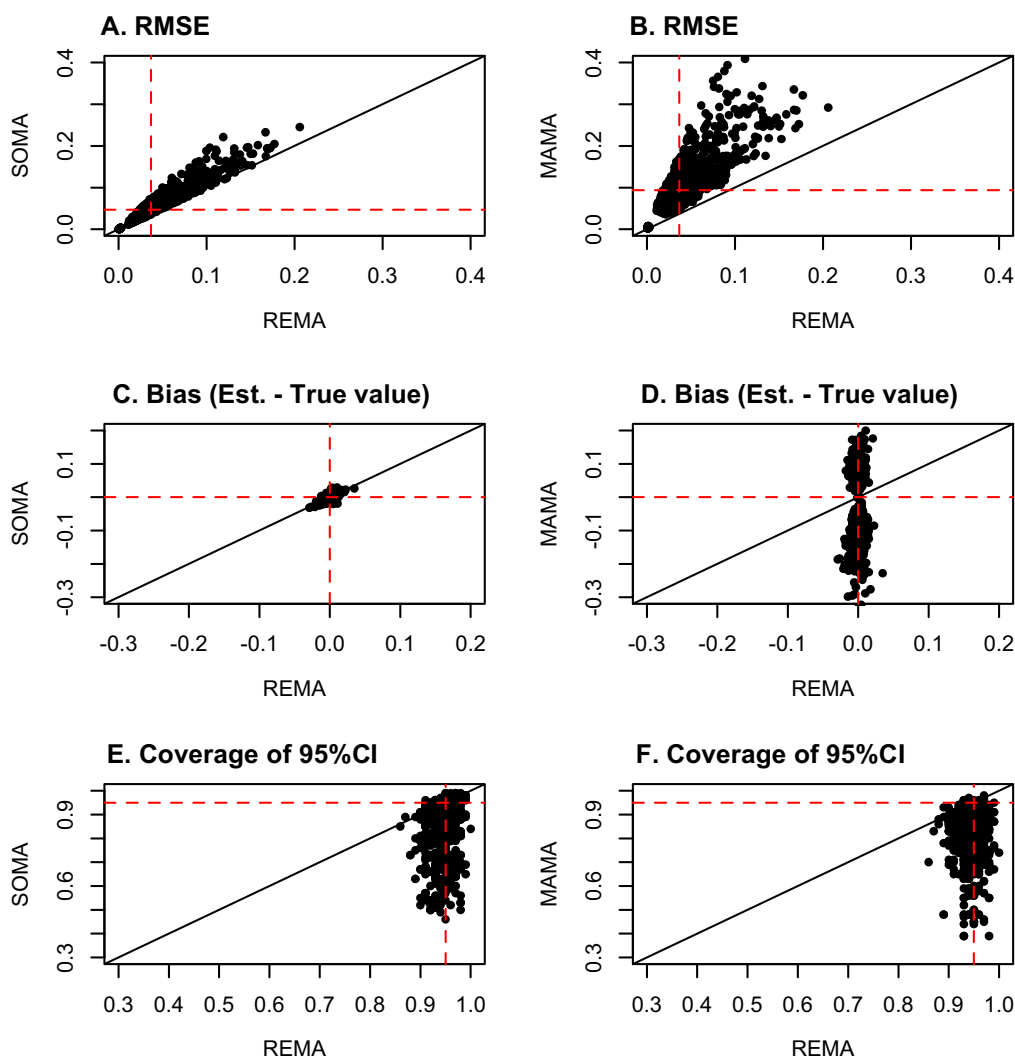 A. RMSE
B. RMSE
SOMA
0.0 0.2 0.4
0.0 0.1 0.2 0.3 0.4
REMA
MAMA
0.0 0.2 0.4
0.0 0.1 0.2 0.3 0.4
REMA
C. Bias (Est. - True value)
D. Bias (Est. - True value)
SOMA
-0.3 -0.1 0.1
-0.3 -0.2 -0.1 0.0 0.1 0.2
REMA
MAMA
-0.3 -0.1 0.1
-0.3 -0.2 -0.1 0.0 0.1 0.2
REMA
E. Coverage of 95%CI
F. Coverage of 95%CI
SOMA
0.3 0.6 0.9
0.3 0.4 0.5 0.6 0.7 0.8 0.9 1.0
REMA
MAMA
0.3 0.6 0.9
0.3 0.4 0.5 0.6 0.7 0.8 0.9 1.0
REMA